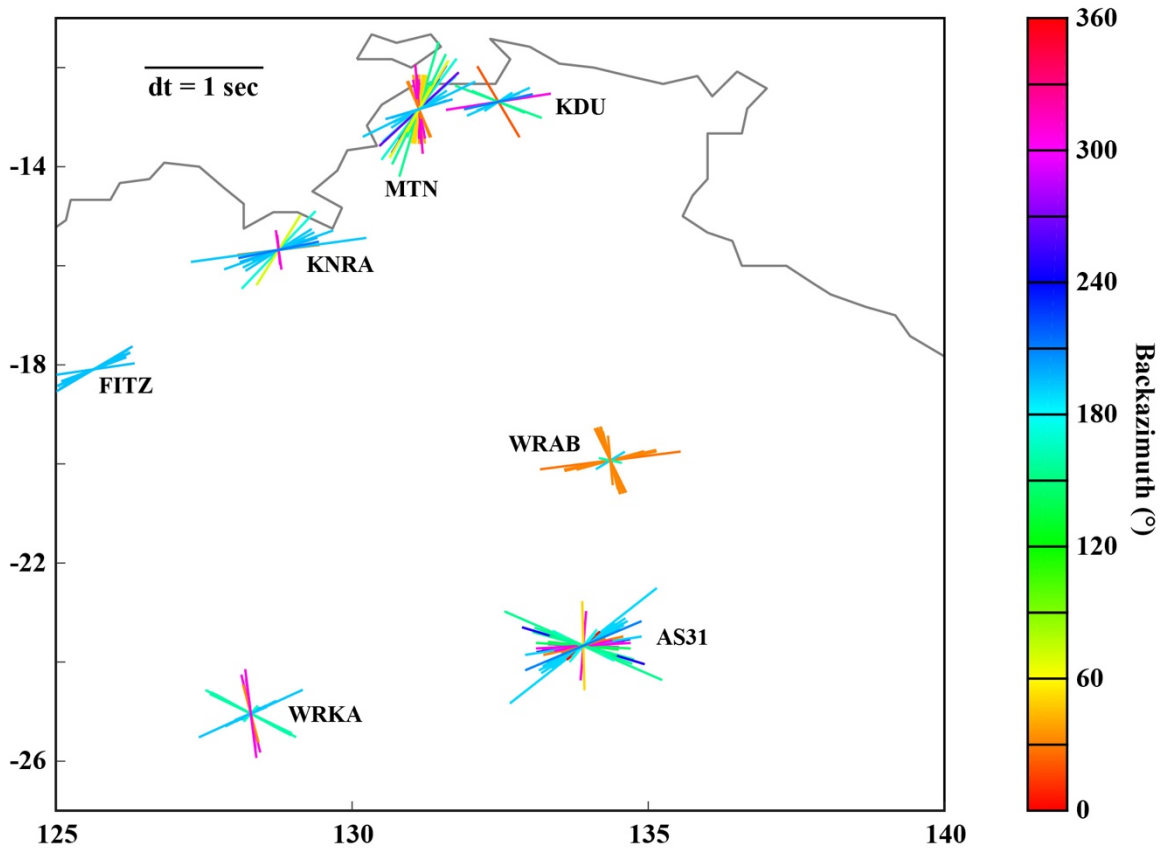 dt = 1 sec
KDU
MTN
KNRA
FITZ
WRAB
AS31
WRKA
-14
-18
-22
-26
125
130
135
140
360
300
240
180
120
60
0
Backazimuth (°)